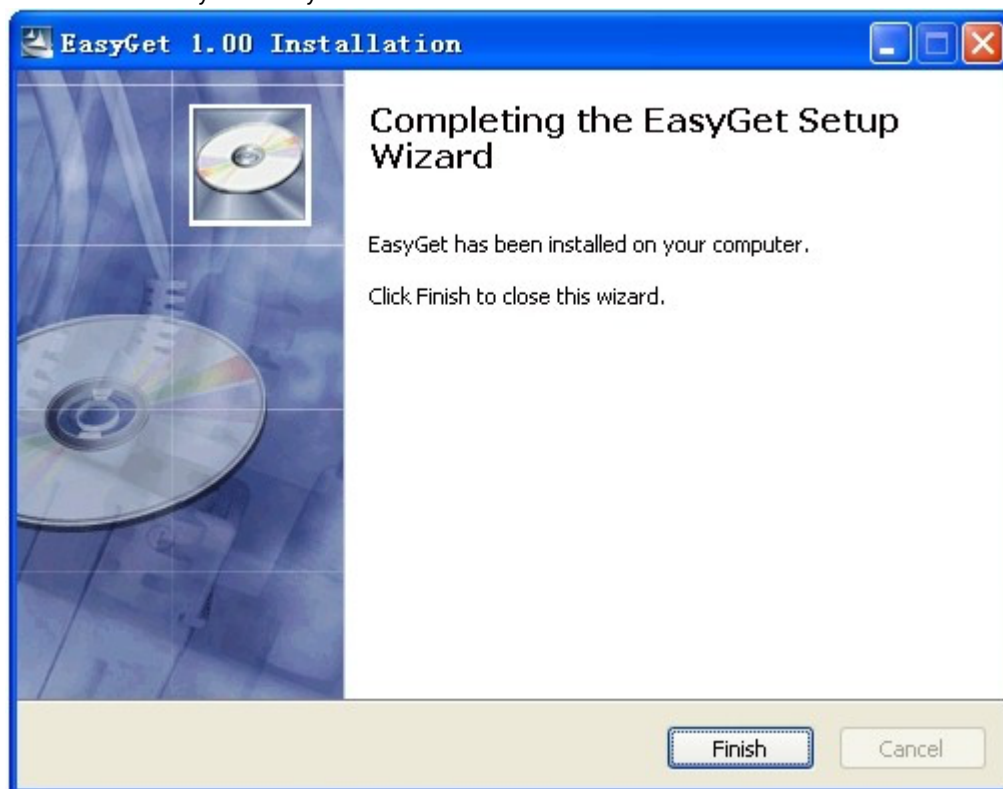 EasyGet 1.00 Installation
Completing the EasyGet Setup
Wizard
EasyGet has been installed on your computer.
Click Finish to close this wizard.
Finish
Cancel